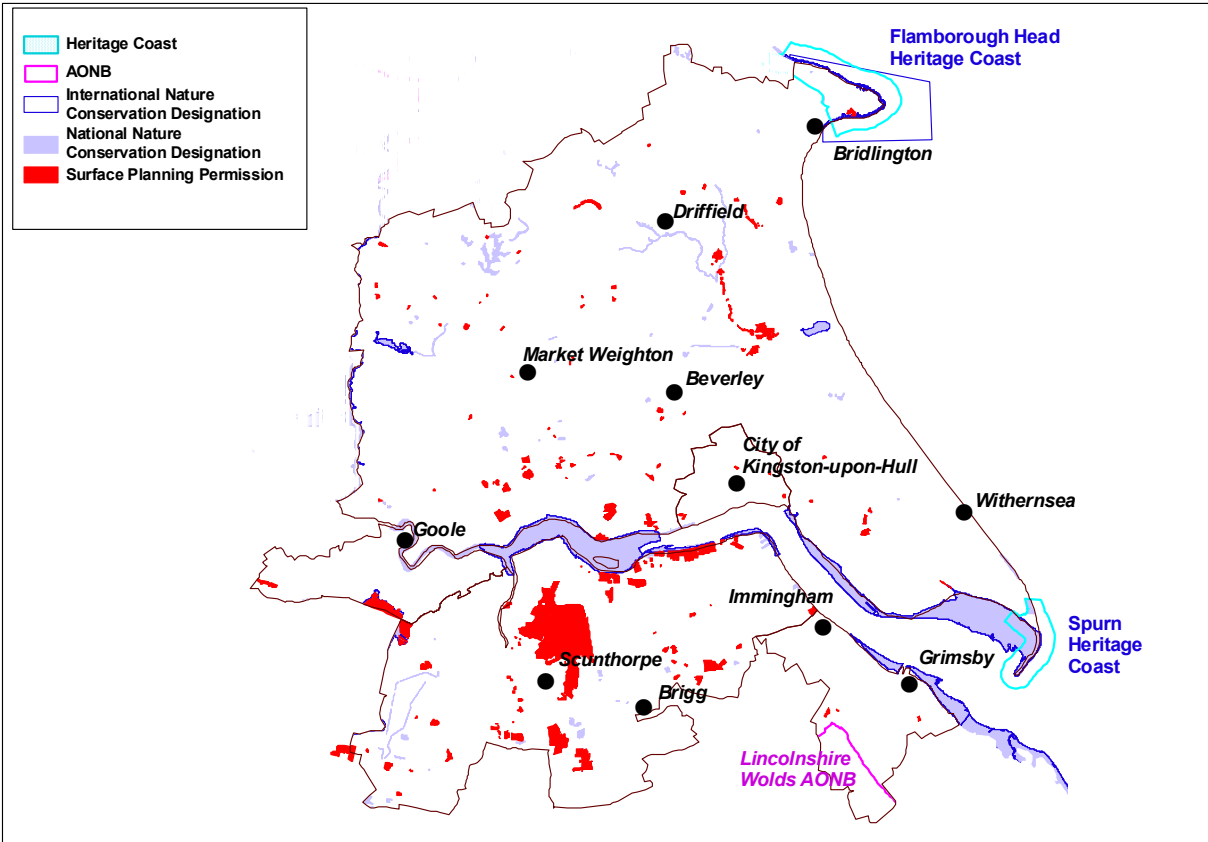 Heritage Coast
AONB
International Nature
Conservation Designation
National Nature
Conservation Designation
Surface Planning Permission
Flamborough Head
Heritage Coast
Bridlington
Driffield
Market Weighton
Beverley
City of
Kingston-upon-Hull
Withernsea
Goole
Immingham
Scunthorpe
Grimsby
Brigg
Spurn
Heritage
Coast
Lincolnshire
Wolds AONB